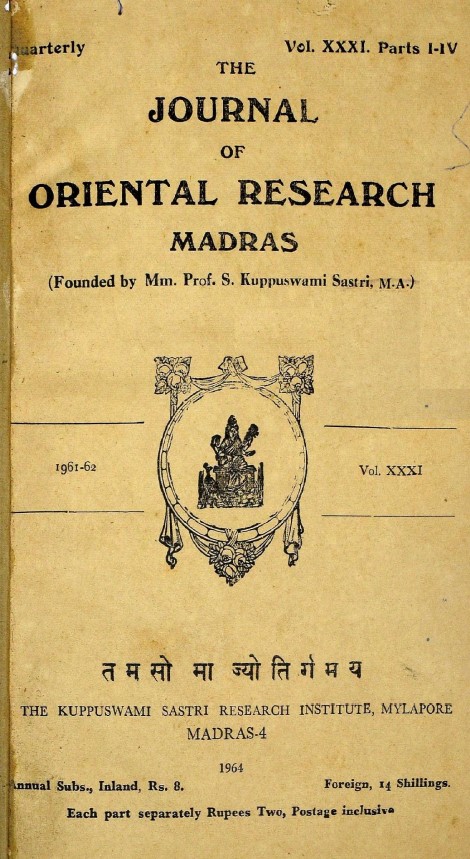 Quarterly Vol. XXXI. Parts I-IV
THE
JOURNAL
OF
ORIENTAL RESEARCH
MADRAS
(Founded by Mm. Prof. S. Kuppuswami Sastri, M.A.)
1961-62 Vol. XXXI
तमसो मा ज्योतिर्गमय
THE KUPPUSWAMI SASTRI RESEARCH INSTITUTE, MYLAPORE
MADRAS-4
1964
Annual Subs., Inland, Rs. 8. Foreign, 14 Shillings.
Each part separately Rupees Two, Postage inclusive